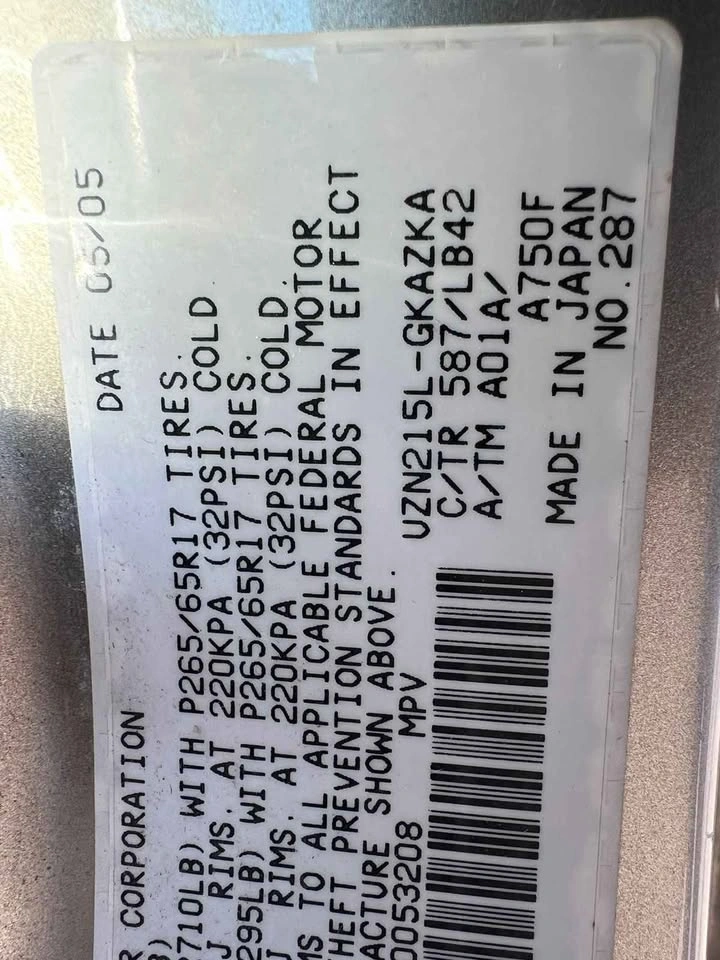 R CORPORATION DATE 05/05
710LB) WITH P265/65R17 TIRES.
J RIMS. AT 220KPA (32PSI) COLD
295LB) WITH P265/65R17 TIRES.
J RIMS. AT 220KPA (32PSI) COLD.
MS TO ALL APPLICABLE FEDERAL MOTOR
HEFT PREVENTION STANDARDS IN EFFECT
ACTURE SHOWN ABOVE.
0053208 MPV
UZN215L-GKAZKA
C/TR 587/LB42
A/TM A01A/
A750F
MADE IN JAPAN
NO.287